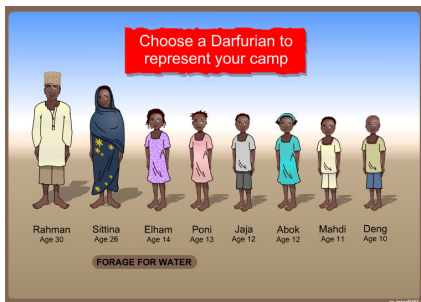 Choose a Darfurian to
represent your camp
Rahman Sittina Elham Poni Jaja Abok Mahdi Deng
Age 30 Age 26 Age 14 Age 13 Age 12 Age 12 Age 11 Age 10
FORAGE FOR WATER